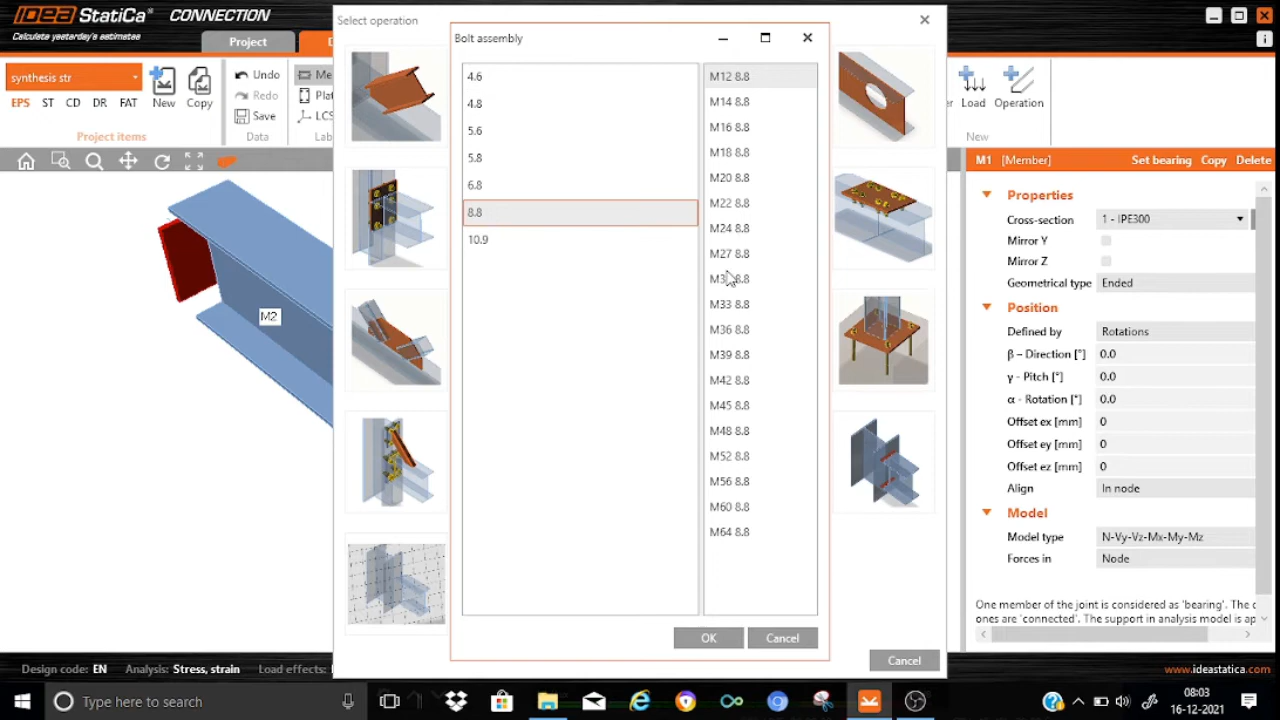 IDEA StatiCa® CONNECTION
Calculate yesterday's estimates
Project
synthesis str
EPS ST CD DR FAT
New
Copy
Undo
Redo
Save
Me
Plat
LCS
Project items
Data
Lab
Select operation
Bolt assembly
4.6
4.8
5.6
5.8
6.8
8.8
10.9
M12 8.8
M14 8.8
M16 8.8
M18 8.8
M20 8.8
M22 8.8
M24 8.8
M27 8.8
M3 8.8
M33 8.8
M36 8.8
M39 8.8
M42 8.8
M45 8.8
M48 8.8
M52 8.8
M56 8.8
M60 8.8
M64 8.8
OK
Cancel
Cancel
Load
Operation
New
M2
M1 [Member]
Set bearing Copy Delete
Properties
Cross-section 1 - IPE300
Mirror Y
Mirror Z
Geometrical type Ended
Position
Defined by Rotations
β – Direction [°] 0.0
γ - Pitch [°] 0.0
α - Rotation [°] 0.0
Offset ex [mm] 0
Offset ey [mm] 0
Offset ez [mm] 0
Align In node
Model
Model type N-Vy-Vz-Mx-My-Mz
Forces in Node
One member of the joint is considered as 'bearing'. The
ones are 'connected'. The support in analysis model is ap
Design code: EN Analysis: Stress, strain Load effects:
www.ideastatica.com
Type here to search
08:03
16-12-2021